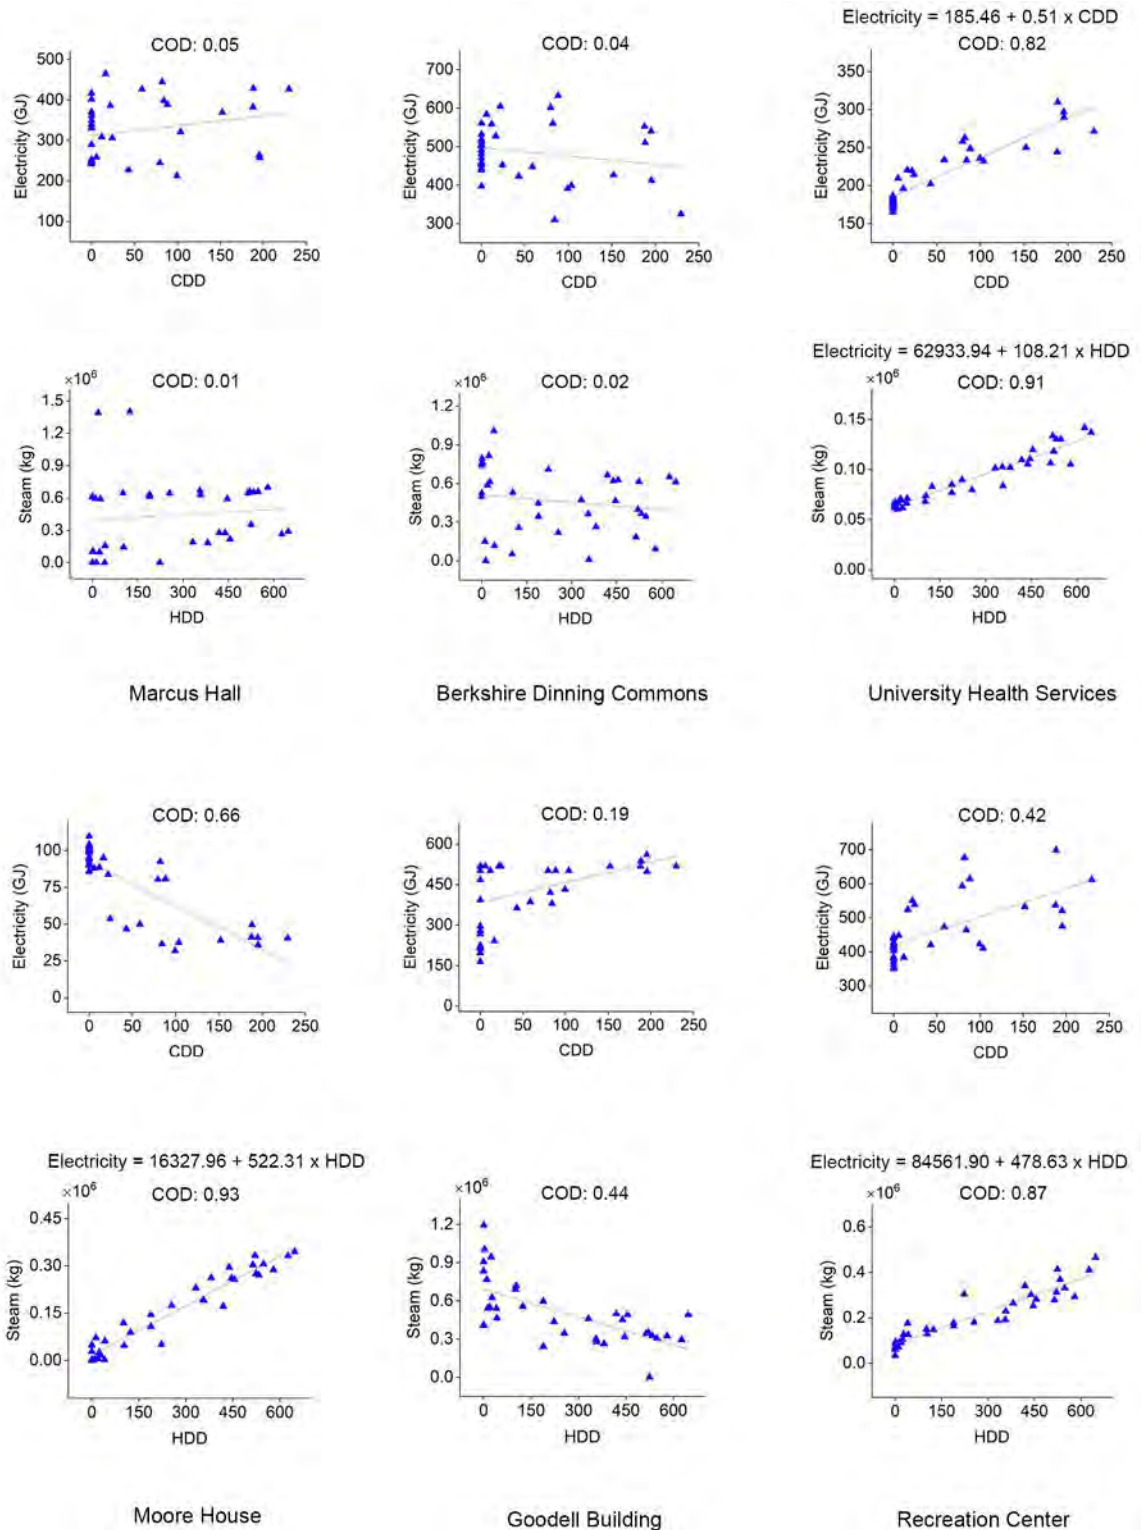 Electricity = 185.46 + 0.51 x CDD
COD: 0.05
COD: 0.04
COD: 0.82
Electricity (GJ)
500
400
300
200
100
0 50 100 150 200 250
CDD
Electricity (GJ)
700
600
500
400
300
0 50 100 150 200 250
CDD
Electricity (GJ)
350
300
250
200
150
0 50 100 150 200 250
CDD
Electricity = 62933.94 + 108.21 x HDD
×10⁶
COD: 0.01
×10⁶
COD: 0.02
×10⁶
COD: 0.91
Steam (kg)
1.5
1.2
0.9
0.6
0.3
0.0
0 150 300 450 600
HDD
Steam (kg)
1.2
0.9
0.6
0.3
0.0
0 150 300 450 600
HDD
Steam (kg)
0.15
0.10
0.05
0.00
0 150 300 450 600
HDD
Marcus Hall
Berkshire Dinning Commons
University Health Services
COD: 0.66
COD: 0.19
COD: 0.42
Electricity (GJ)
100
75
50
25
0
0 50 100 150 200 250
CDD
Electricity (GJ)
600
450
300
150
0
0 50 100 150 200 250
CDD
Electricity (GJ)
700
600
500
400
300
0 50 100 150 200 250
CDD
Electricity = 16327.96 + 522.31 x HDD
Electricity = 84561.90 + 478.63 x HDD
×10⁶
COD: 0.93
×10⁶
COD: 0.44
×10⁶
COD: 0.87
Steam (kg)
0.45
0.30
0.15
0.00
0 150 300 450 600
HDD
Steam (kg)
1.2
0.9
0.6
0.3
0.0
0 150 300 450 600
HDD
Steam (kg)
0.6
0.4
0.2
0.0
0 150 300 450 600
HDD
Moore House
Goodell Building
Recreation Center